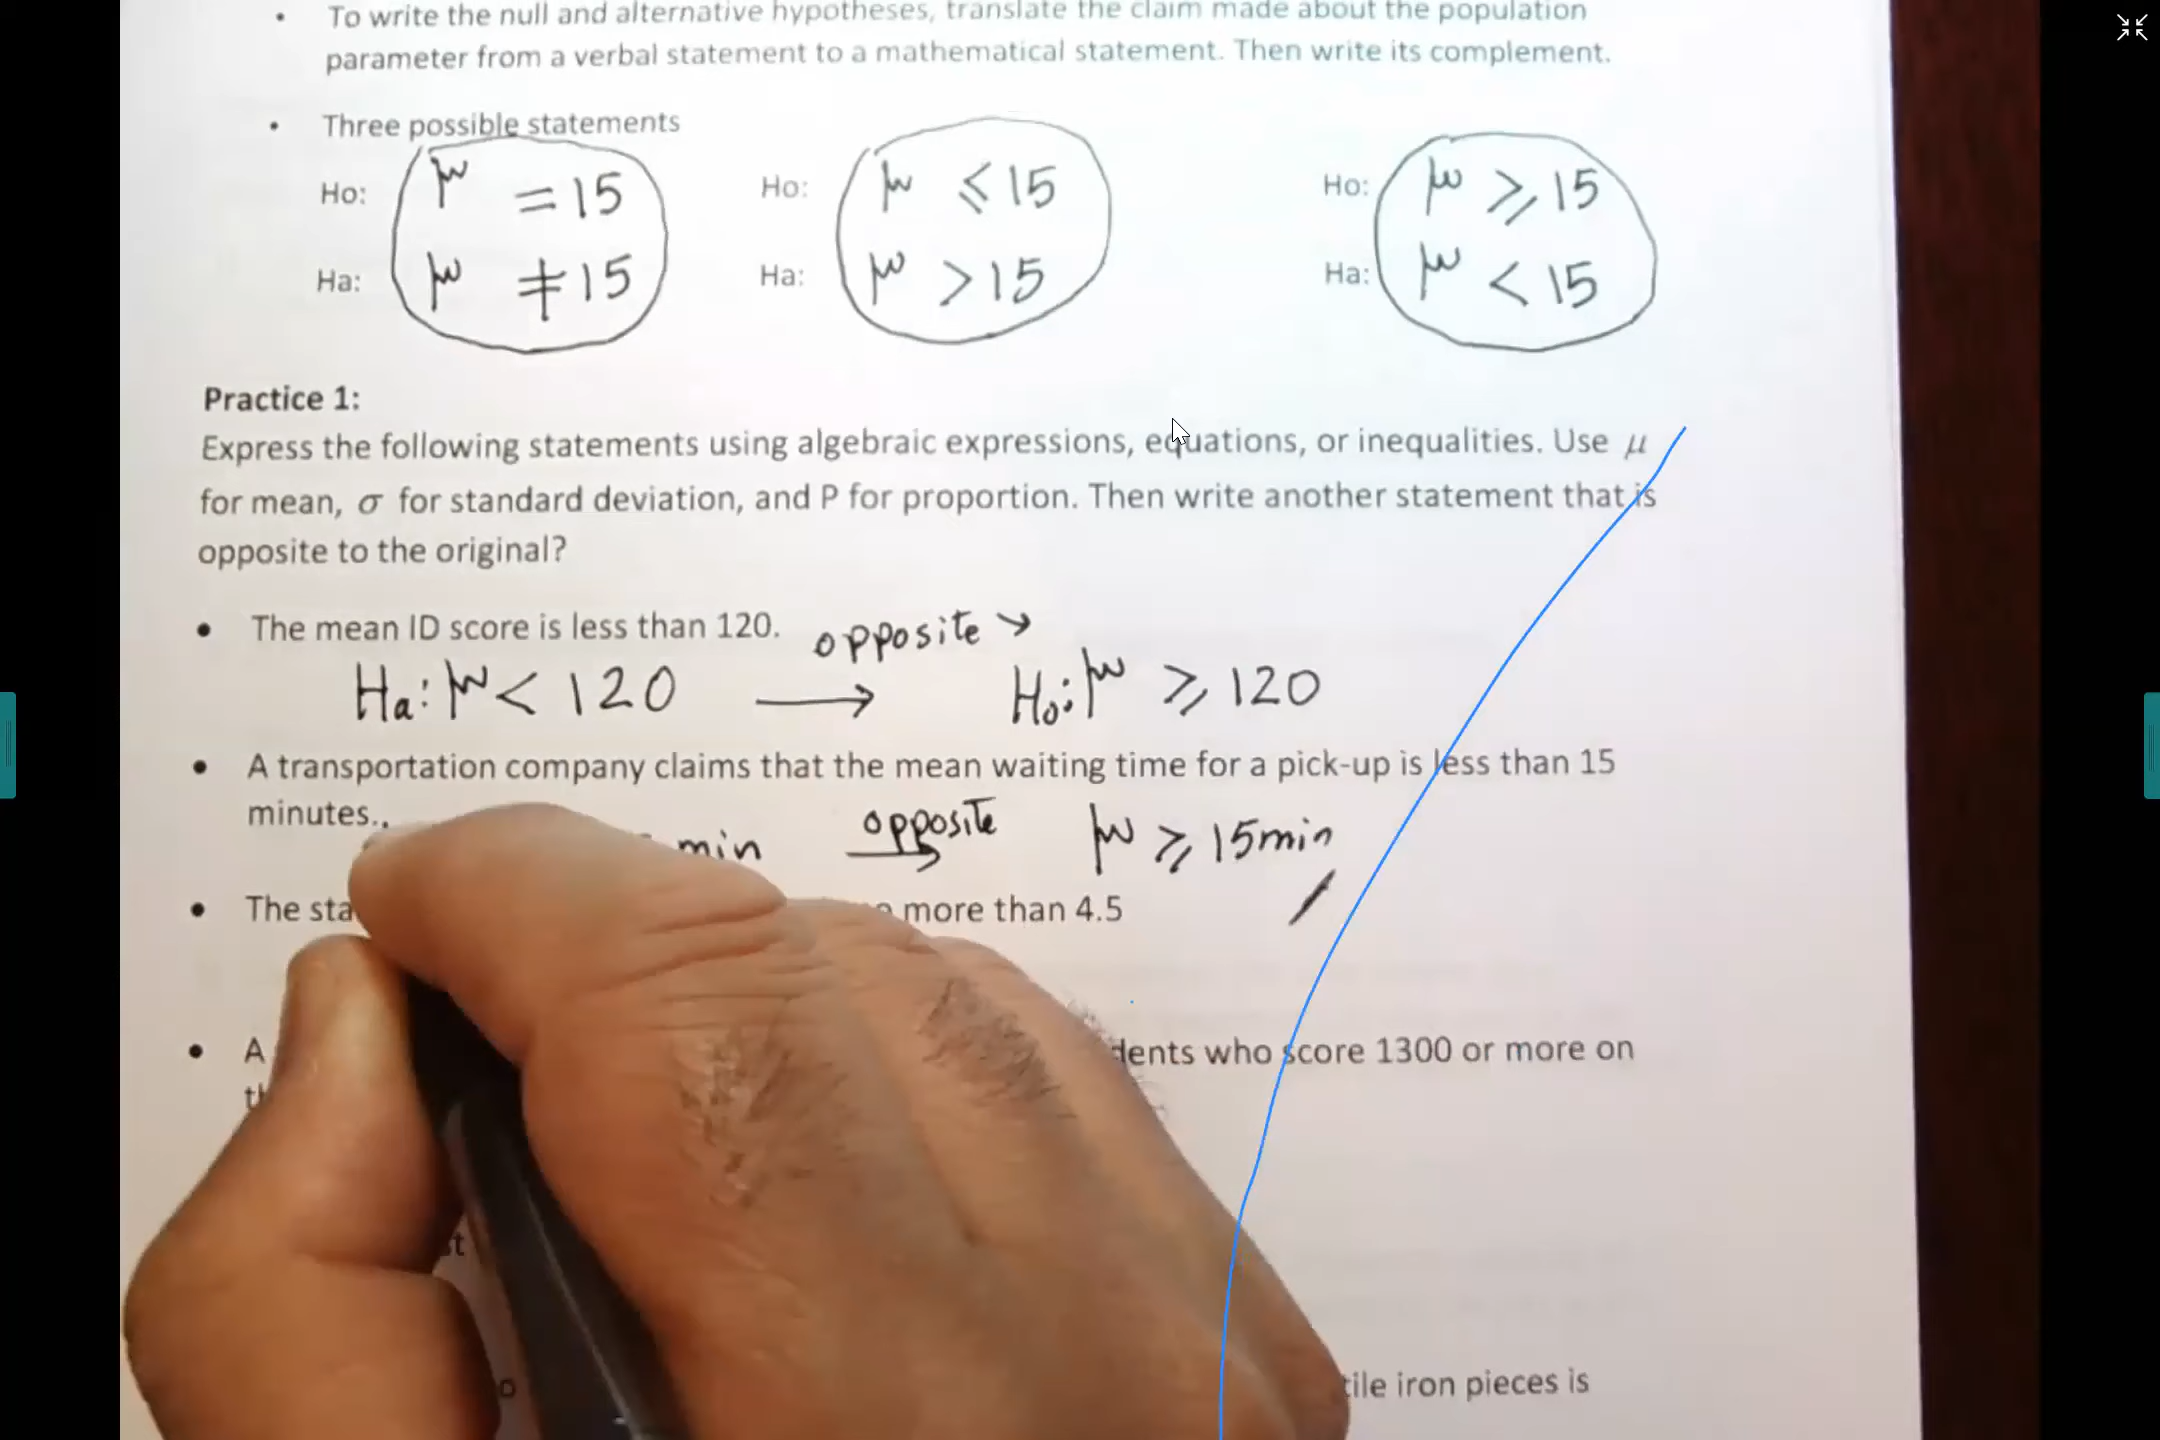 • To write the null and alternative hypotheses, translate the claim made about the population
parameter from a verbal statement to a mathematical statement. Then write its complement.
• Three possible statements
Ho: μ = 15 Ho: μ ≤ 15 Ho: μ ≥ 15
Ha: μ ≠ 15 Ha: μ > 15 Ha: μ < 15
Practice 1:
Express the following statements using algebraic expressions, equations, or inequalities. Use μ
for mean, σ for standard deviation, and P for proportion. Then write another statement that is
opposite to the original?
• The mean ID score is less than 120. opposite ↘
Ha: μ < 120 → Ho: μ ≥ 120
• A transportation company claims that the mean waiting time for a pick-up is less than 15
minutes..
min opposite → μ ≥ 15min
• The more than 4.5
• A who score 1300 or more on
iron pieces is